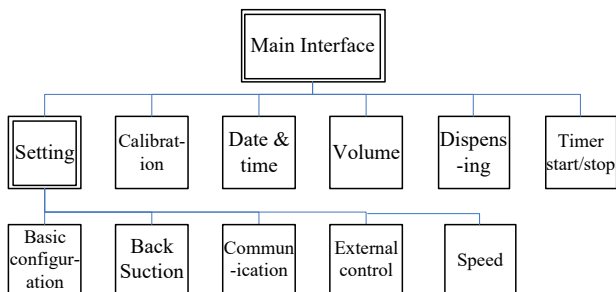 Main Interface
Setting
Calibrat-
ion
Date &
time
Volume
Dispens
-ing
Timer
start/stop
Basic
configur-
ation
Back
Suction
Commun
-ication
External
control
Speed